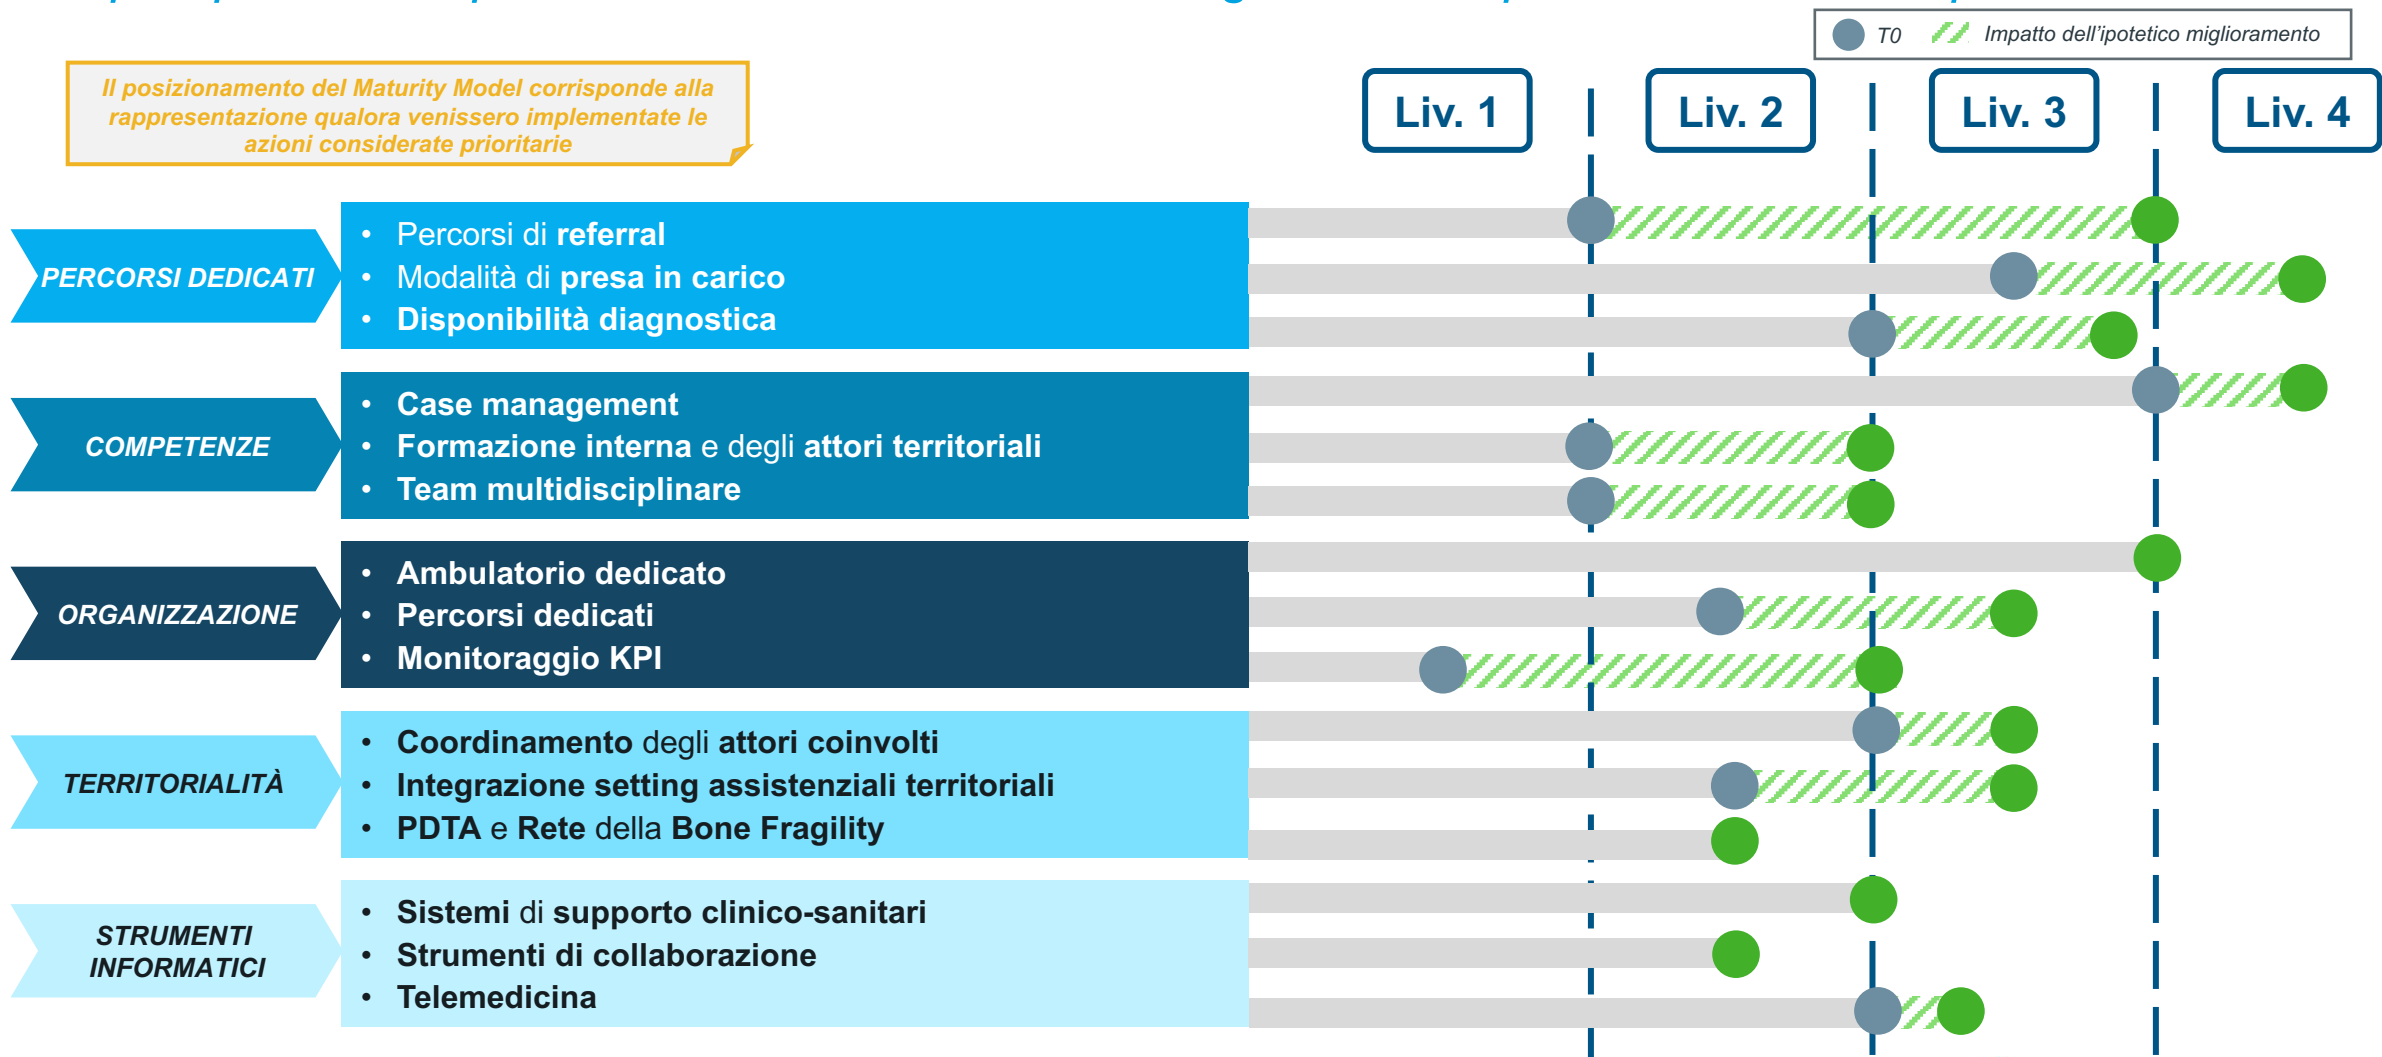 T0
Impatto dell'ipotetico miglioramento
Il posizionamento del Maturity Model corrisponde alla
rappresentazione qualora venissero implementate le
azioni considerate prioritarie
Liv. 1
Liv. 2
Liv. 3
Liv. 4
PERCORSI DEDICATI
• Percorsi di referral
• Modalità di presa in carico
• Disponibilità diagnostica
COMPETENZE
• Case management
• Formazione interna e degli attori territoriali
• Team multidisciplinare
ORGANIZZAZIONE
• Ambulatorio dedicato
• Percorsi dedicati
• Monitoraggio KPI
TERRITORIALITÀ
• Coordinamento degli attori coinvolti
• Integrazione setting assistenziali territoriali
• PDTA e Rete della Bone Fragility
STRUMENTI
INFORMATICI
• Sistemi di supporto clinico-sanitari
• Strumenti di collaborazione
• Telemedicina